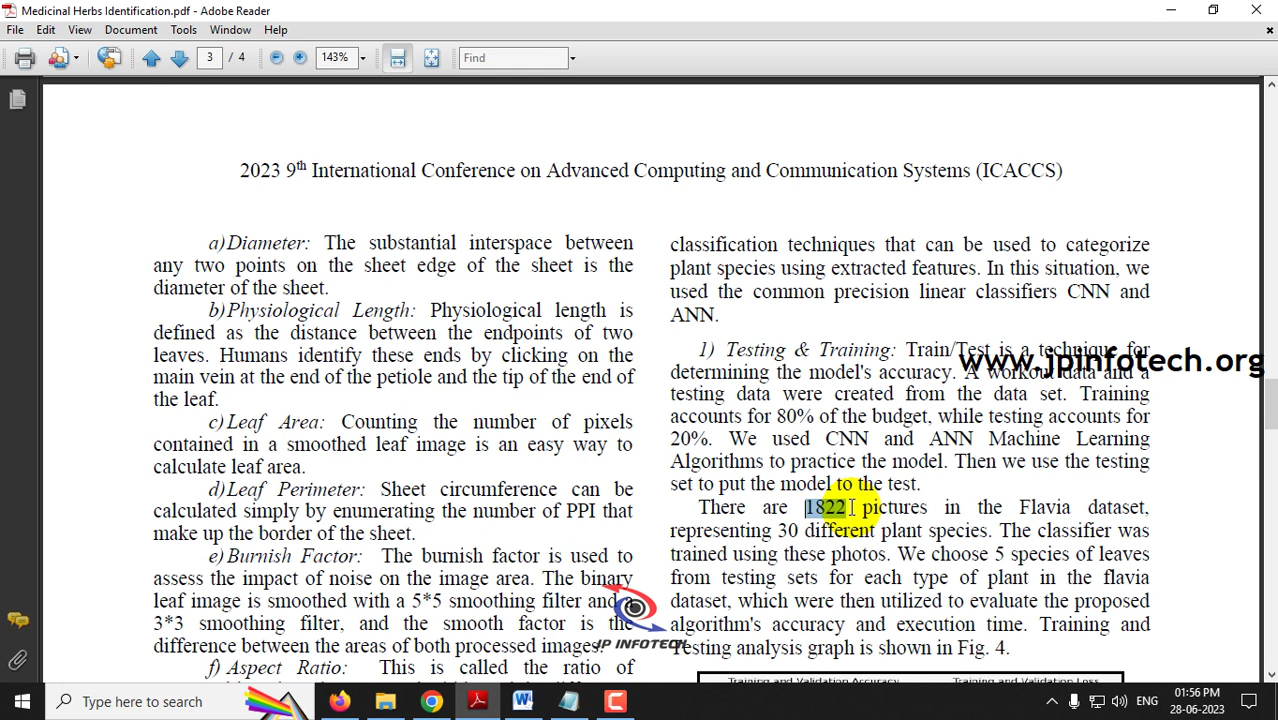 Medicinal Herbs Identification.pdf - Adobe Reader
File Edit View Document Tools Window Help
3 / 4 143% Find
2023 9th International Conference on Advanced Computing and Communication Systems (ICACCS)
a)Diameter: The substantial interspace between
any two points on the sheet edge of the sheet is the
diameter of the sheet.
b)Physiological Length: Physiological length is
defined as the distance between the endpoints of two
leaves. Humans identify these ends by clicking on the
main vein at the end of the petiole and the tip of the end of
the leaf.
c)Leaf Area: Counting the number of pixels
contained in a smoothed leaf image is an easy way to
calculate leaf area.
d)Leaf Perimeter: Sheet circumference can be
calculated simply by enumerating the number of PPI that
make up the border of the sheet.
e)Burnish Factor: The burnish factor is used to
assess the impact of noise on the image area. The binary
leaf image is smoothed with a 5*5 smoothing filter and a
3*3 smoothing filter, and the smooth factor is the
difference between the areas of both processed images.
f) Aspect Ratio: This is called the ratio of
classification techniques that can be used to categorize
plant species using extracted features. In this situation, we
used the common precision linear classifiers CNN and
ANN.
1) Testing & Training: Train/Test is a technique for
determining the model's accuracy. A workout data and a
testing data were created from the data set. Training
accounts for 80% of the budget, while testing accounts for
20%. We used CNN and ANN Machine Learning
Algorithms to practice the model. Then we use the testing
set to put the model to the test.
There are 1822 pictures in the Flavia dataset,
representing 30 different plant species. The classifier was
trained using these photos. We choose 5 species of leaves
from testing sets for each type of plant in the flavia
dataset, which were then utilized to evaluate the proposed
algorithm's accuracy and execution time. Training and
Testing analysis graph is shown in Fig. 4.
Training and Validation Accuracy Training and Validation Loss
www.jpinfotech.org
JP INFOTECH
Type here to search
ENG
01:56 PM
28-06-2023